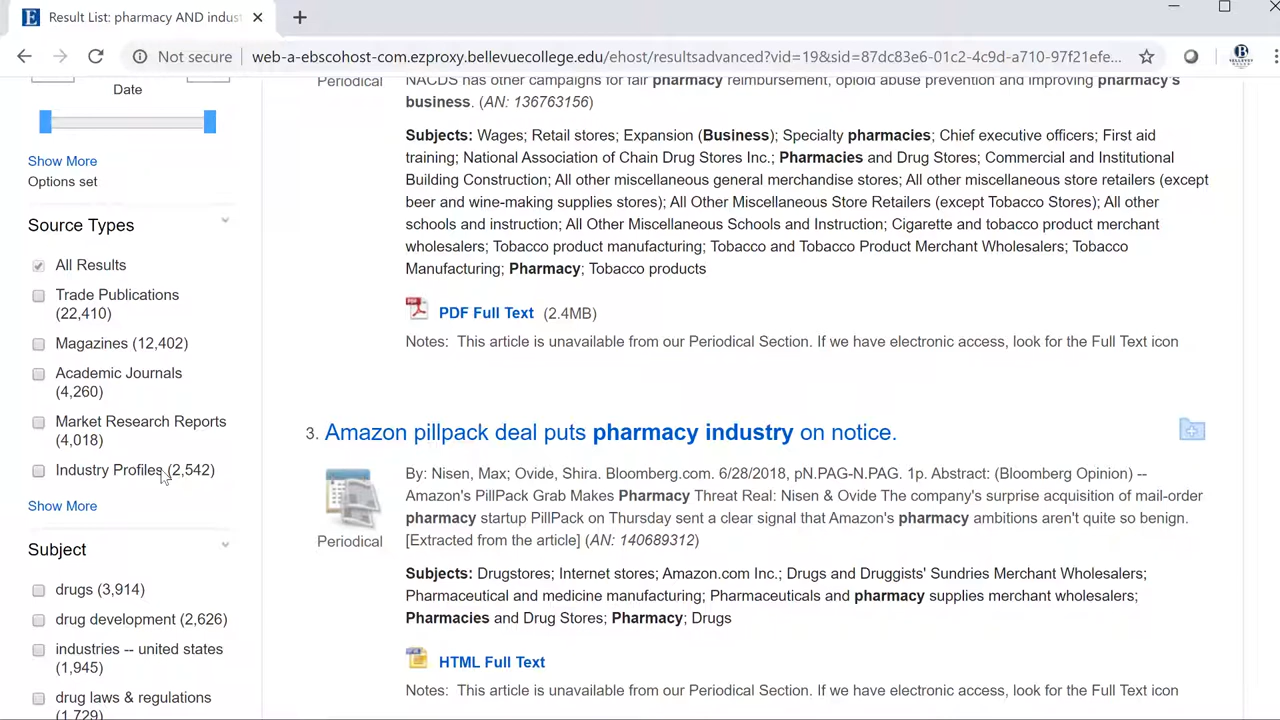 Result List: pharmacy AND indust
Not secure
web-a-ebscohost-com.ezproxy.bellevuecollege.edu/ehost/resultsadvanced?vid=19&sid=87dc83e6-01c2-4c9d-a710-97f21efe...
Date
Show More
Options set
Source Types
All Results
Trade Publications
(22,410)
Magazines (12,402)
Academic Journals
(4,260)
Market Research Reports
(4,018)
Industry Profiles (2,542)
Show More
Subject
drugs (3,914)
drug development (2,626)
industries -- united states
(1,945)
drug laws & regulations
(1,729)
Periodical
NACDS has other campaigns for fair pharmacy reimbursement, opioid abuse prevention and improving pharmacy's
business. (AN: 136763156)
Subjects: Wages; Retail stores; Expansion (Business); Specialty pharmacies; Chief executive officers; First aid
training; National Association of Chain Drug Stores Inc.; Pharmacies and Drug Stores; Commercial and Institutional
Building Construction; All other miscellaneous general merchandise stores; All other miscellaneous store retailers (except
beer and wine-making supplies stores); All Other Miscellaneous Store Retailers (except Tobacco Stores); All other
schools and instruction; All Other Miscellaneous Schools and Instruction; Cigarette and tobacco product merchant
wholesalers; Tobacco product manufacturing; Tobacco and Tobacco Product Merchant Wholesalers; Tobacco
Manufacturing; Pharmacy; Tobacco products
PDF Full Text (2.4MB)
Notes: This article is unavailable from our Periodical Section. If we have electronic access, look for the Full Text icon
3. Amazon pillpack deal puts pharmacy industry on notice.
Periodical
By: Nisen, Max; Ovide, Shira. Bloomberg.com. 6/28/2018, pN.PAG-N.PAG. 1p. Abstract: (Bloomberg Opinion) --
Amazon's PillPack Grab Makes Pharmacy Threat Real: Nisen & Ovide The company's surprise acquisition of mail-order
pharmacy startup PillPack on Thursday sent a clear signal that Amazon's pharmacy ambitions aren't quite so benign.
[Extracted from the article] (AN: 140689312)
Subjects: Drugstores; Internet stores; Amazon.com Inc.; Drugs and Druggists' Sundries Merchant Wholesalers;
Pharmaceutical and medicine manufacturing; Pharmaceuticals and pharmacy supplies merchant wholesalers;
Pharmacies and Drug Stores; Pharmacy; Drugs
HTML Full Text
Notes: This article is unavailable from our Periodical Section. If we have electronic access, look for the Full Text icon